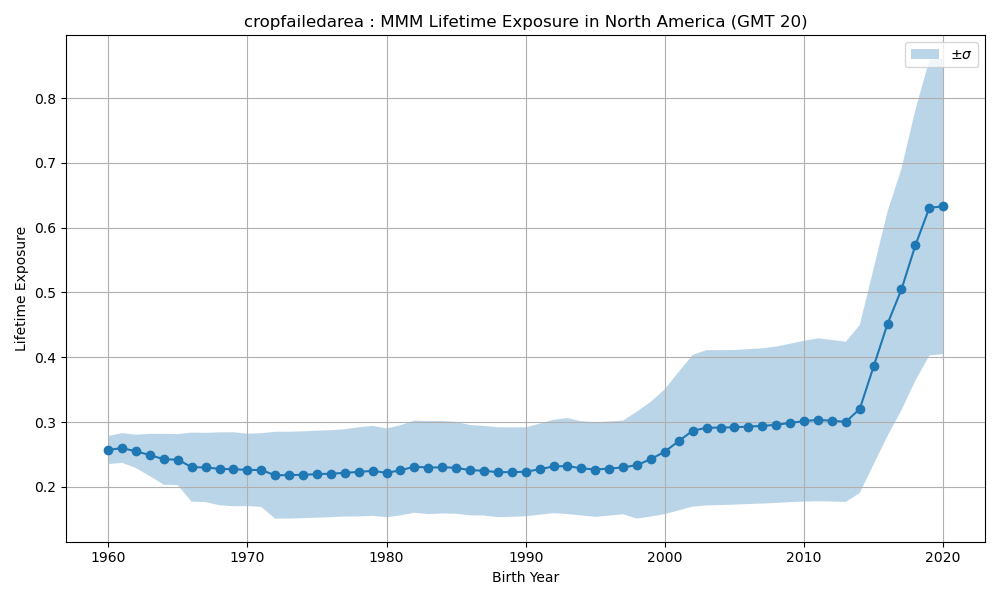 cropfailedarea : MMM Lifetime Exposure in North America (GMT 20)
±σ
Lifetime Exposure
0.8
0.7
0.6
0.5
0.4
0.3
0.2
1960 1970 1980 1990 2000 2010 2020
Birth Year